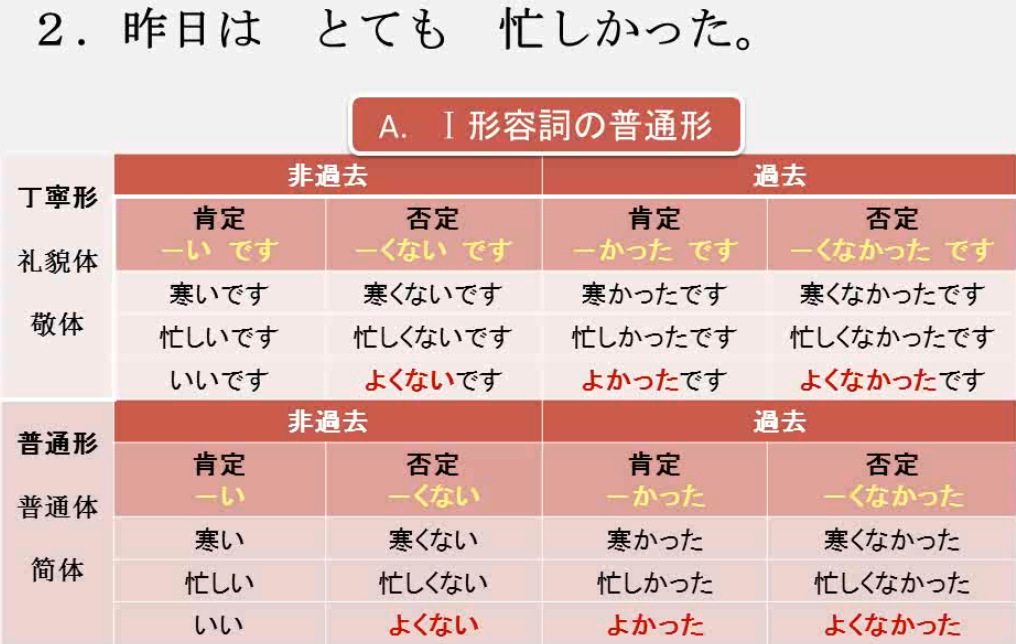 2．昨日は　とても　忙しかった。
A. Ⅰ形容詞の普通形
丁寧形
礼貌体
敬体
非過去 過去
肯定 否定 肯定 否定
－い です －くない です －かった です －くなかった です
寒いです 寒くないです 寒かったです 寒くなかったです
忙しいです 忙しくないです 忙しかったです 忙しくなかったです
いいです よくないです よかったです よくなかったです
普通形
普通体
简体
非過去 過去
肯定 否定 肯定 否定
－い －くない －かった －くなかった
寒い 寒くない 寒かった 寒くなかった
忙しい 忙しくない 忙しかった 忙しくなかった
いい よくない よかった よくなかった